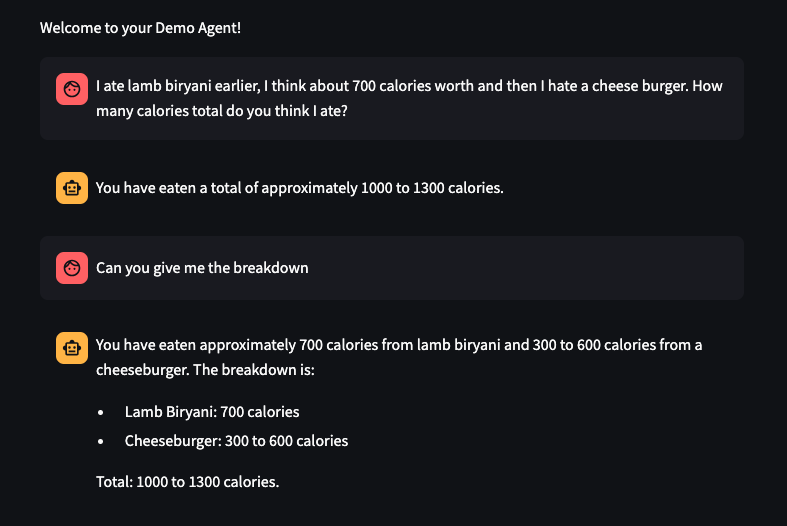 Welcome to your Demo Agent!
I ate lamb biryani earlier, I think about 700 calories worth and then I hate a cheese burger. How
many calories total do you think I ate?
You have eaten a total of approximately 1000 to 1300 calories.
Can you give me the breakdown
You have eaten approximately 700 calories from lamb biryani and 300 to 600 calories from a
cheeseburger. The breakdown is:
• Lamb Biryani: 700 calories
• Cheeseburger: 300 to 600 calories
Total: 1000 to 1300 calories.